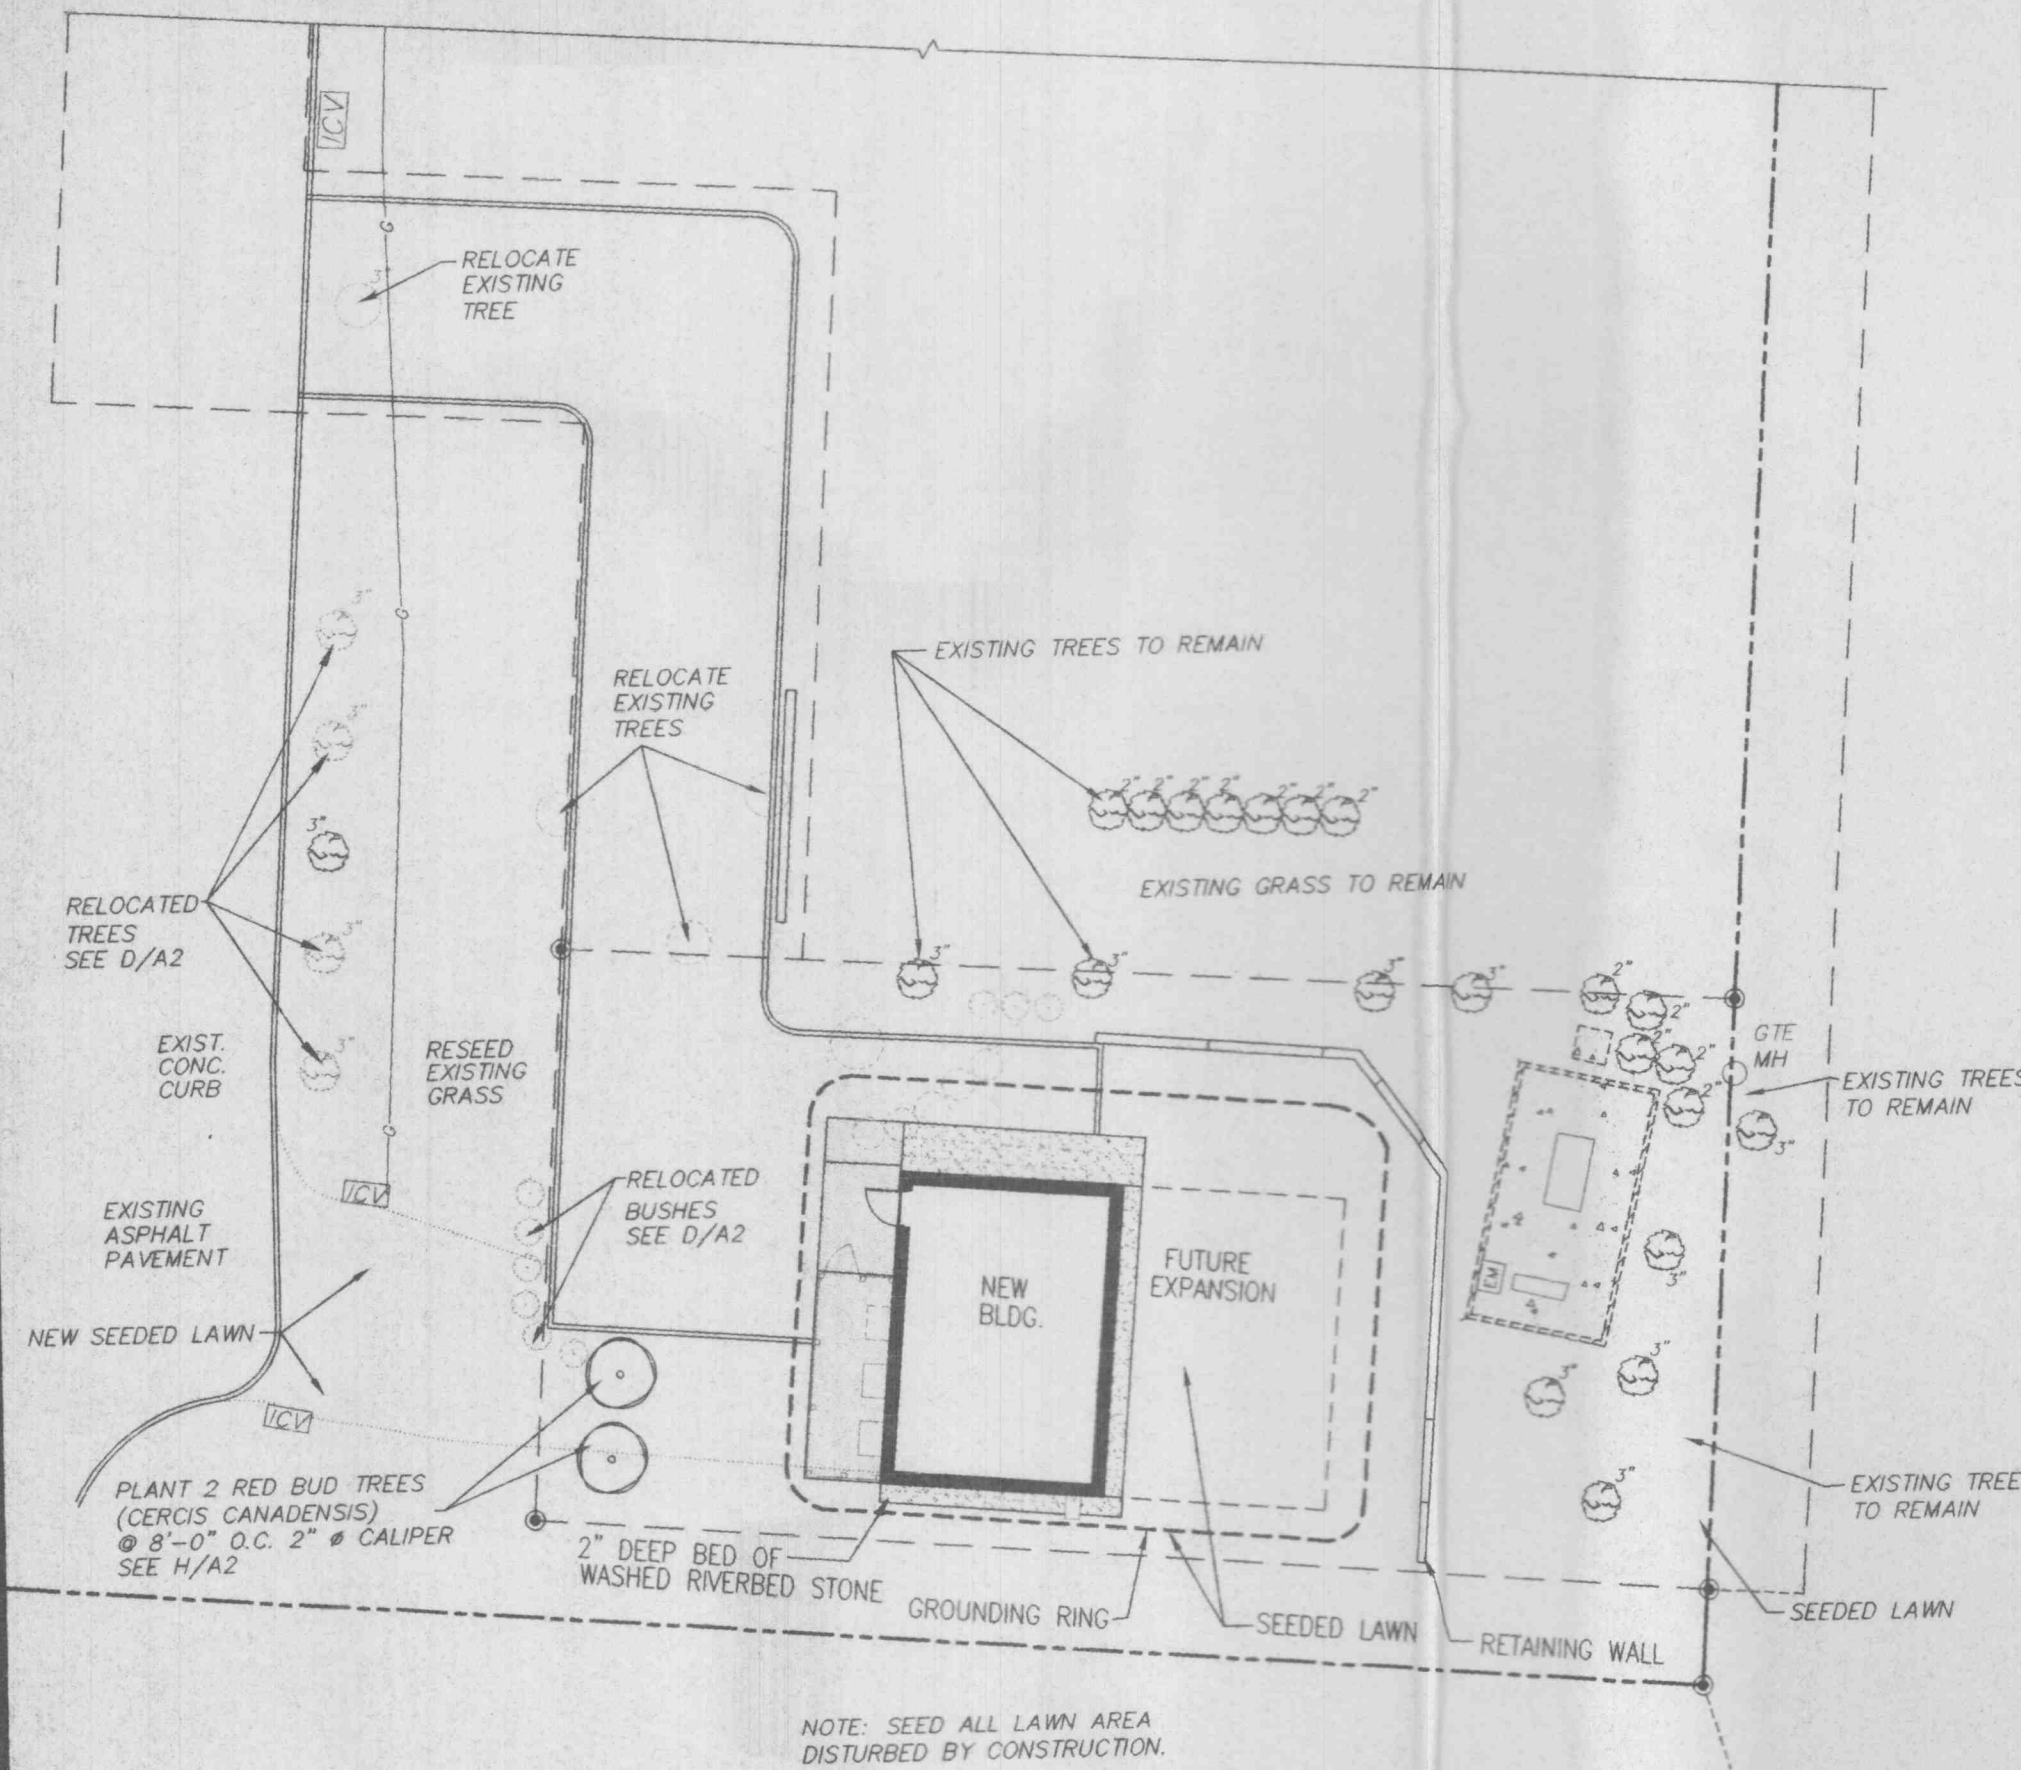 ICV
G
3"
RELOCATE
EXISTING
TREE
3"
G
EXISTING TREES TO REMAIN
RELOCATE
EXISTING
TREES
3"
2" 2" 2" 2" 2" 2" 2"
3"
EXISTING GRASS TO REMAIN
RELOCATED
TREES
SEE D/A2
3"
3"
3"
3"
3"
2"
2"
2"
2"
2"
EXIST.
CONC.
CURB
3"
RESEED
EXISTING
GRASS
GTE
MH
EXISTING TREES
TO REMAIN
3"
G
ICV
RELOCATED
BUSHES
SEE D/A2
EXISTING
ASPHALT
PAVEMENT
NEW
BLDG.
FUTURE
EXPANSION
3"
EM
NEW SEEDED LAWN
3"
3"
ICV
PLANT 2 RED BUD TREES
(CERCIS CANADENSIS)
@ 8'-0" O.C. 2" ø CALIPER
SEE H/A2
3"
EXISTING TREE
TO REMAIN
2" DEEP BED OF
WASHED RIVERBED STONE
GROUNDING RING
SEEDED LAWN
RETAINING WALL
SEEDED LAWN
NOTE: SEED ALL LAWN AREA
DISTURBED BY CONSTRUCTION.